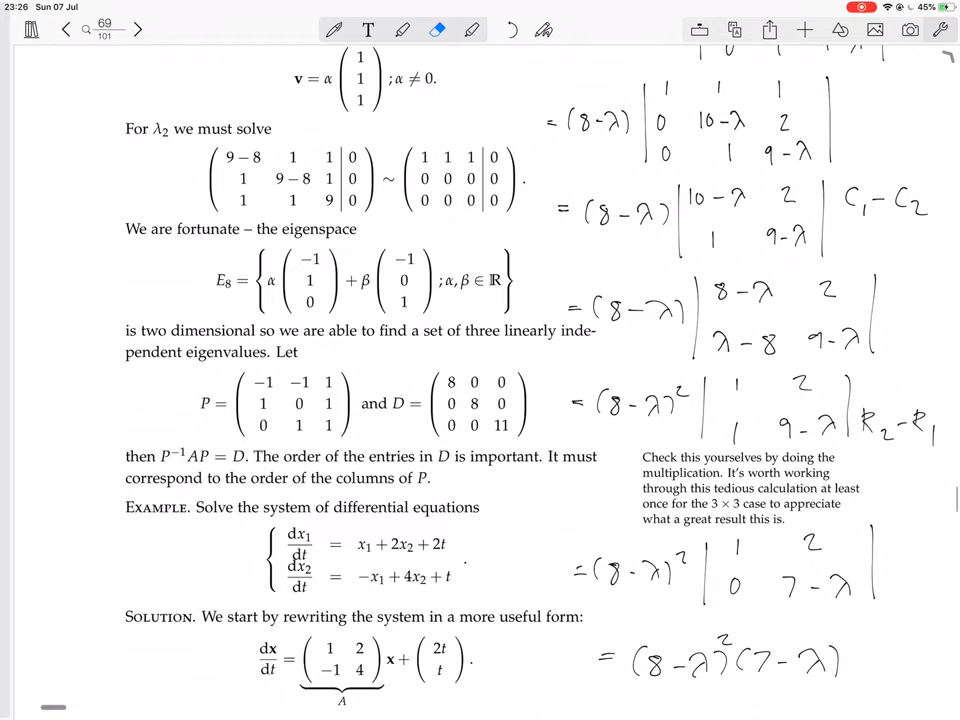 23:26 Sun 07 Jul
45%
69
101
T
1 0 1
v = α ( 1 1 1 ) ; α ≠ 0.
For λ₂ we must solve
( 9 − 8 1 1 | 0
1 9 − 8 1 | 0
1 1 9 | 0 ) ∼ ( 1 1 1 | 0
0 0 0 | 0
0 0 0 | 0 ) .
We are fortunate – the eigenspace
E₈ = { α ( −1 1 0 ) + β ( −1 0 1 ) ; α, β ∈ ℝ }
is two dimensional so we are able to find a set of three linearly inde-
pendent eigenvalues. Let
P = ( −1 −1 1
1 0 1
0 1 1 ) and D = ( 8 0 0
0 8 0
0 0 11 )
then P⁻¹AP = D. The order of the entries in D is important. It must
correspond to the order of the columns of P.
EXAMPLE. Solve the system of differential equations
dx₁/dt = x₁ + 2x₂ + 2t
dx₂/dt = −x₁ + 4x₂ + t .
SOLUTION. We start by rewriting the system in a more useful form:
dx/dt = ( 1 2
−1 4 ) x + ( 2t
t ) .
A
= (8-λ) | 1 1 1
0 10-λ 2
0 1 9-λ |
= (8-λ) | 10-λ 2
1 9-λ | C₁-C₂
= (8-λ) | 8-λ 2
λ-8 9-λ |
= (8-λ)² | 1 2
1 9-λ | R₂-R₁
Check this yourselves by doing the
multiplication. It's worth working
through this tedious calculation at least
once for the 3 × 3 case to appreciate
what a great result this is.
= (8-λ)² | 1 2
0 7-λ |
= (8-λ)²(7-λ)